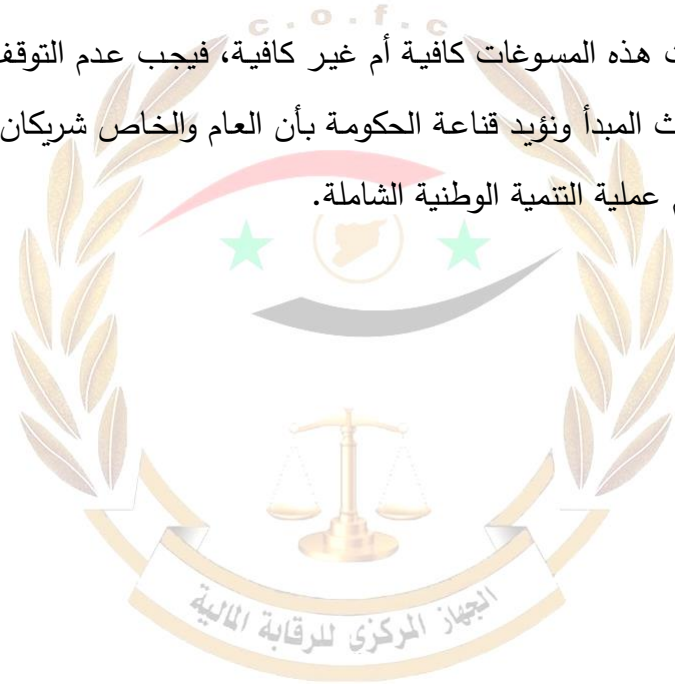 c.o.f.c
ت هذه المسوغات كافية أم غير كافية، فيجب عدم التوقف
ث المبدأ ونؤيد قناعة الحكومة بأن العام والخاص شريكان
عملية التنمية الوطنية الشاملة.
الجهاز المركزي للرقابة المالية